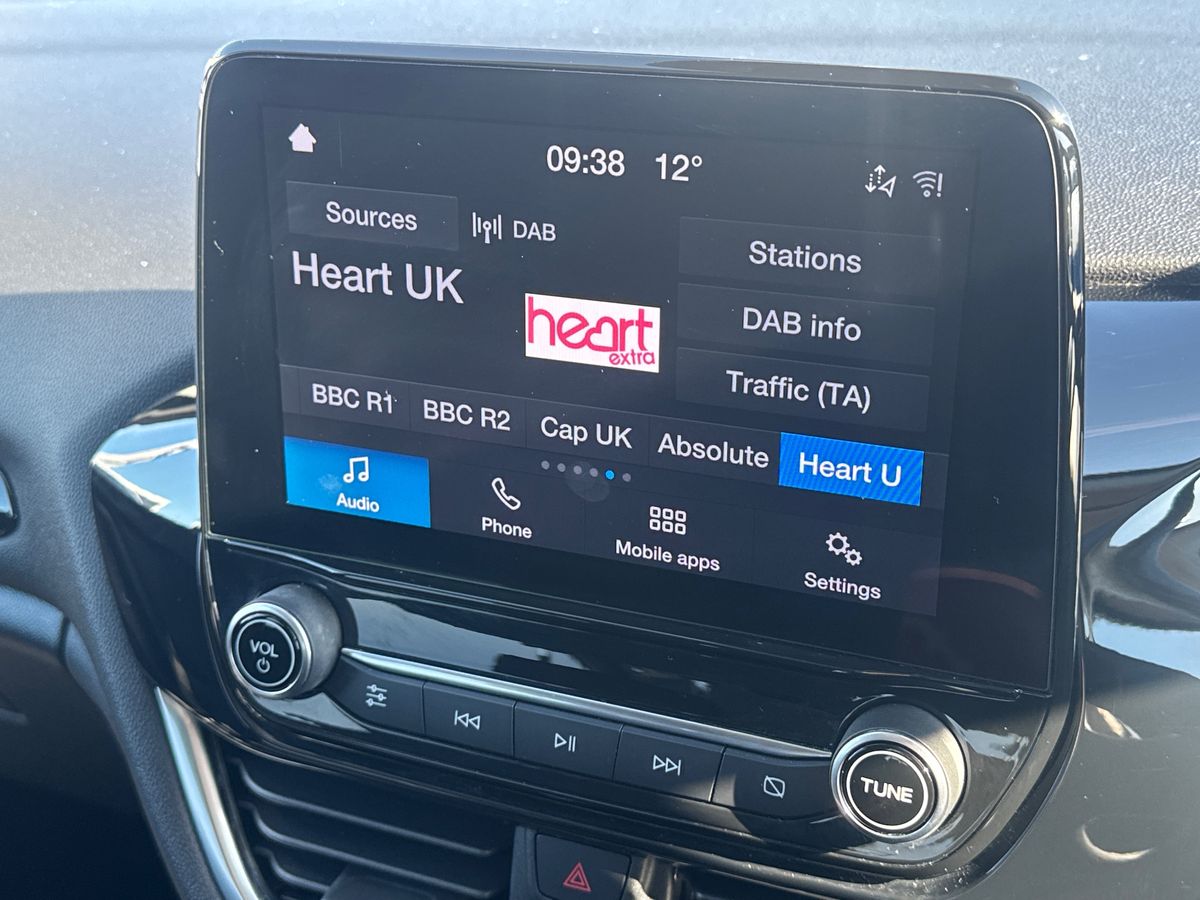 09:38 12°
Sources DAB
Stations
Heart UK
DAB info
heart
extra
Traffic (TA)
BBC R1 BBC R2 Cap UK Absolute Heart U
Audio Phone Mobile apps Settings
VOL
TUNE